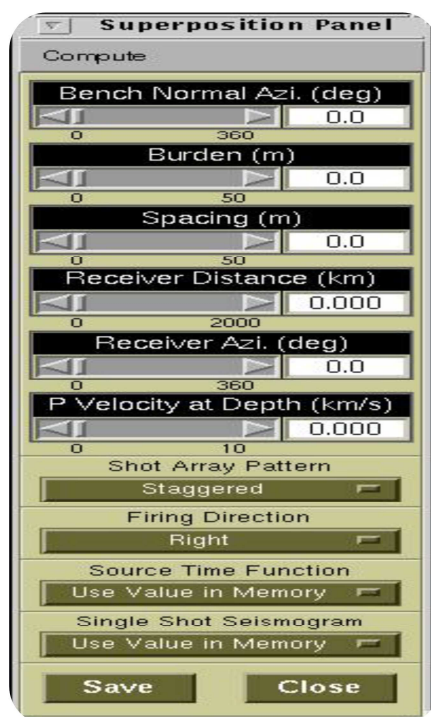 Superposition Panel
Compute
Bench Normal Azi. (deg)
0.0
0 360
Burden (m)
0.0
0 50
Spacing (m)
0.0
0 50
Receiver Distance (km)
0.000
0 2000
Receiver Azi. (deg)
0.0
0 360
P Velocity at Depth (km/s)
0.000
0 10
Shot Array Pattern
Staggered
Firing Direction
Right
Source Time Function
Use Value in Memory
Single Shot Seismogram
Use Value in Memory
Save Close